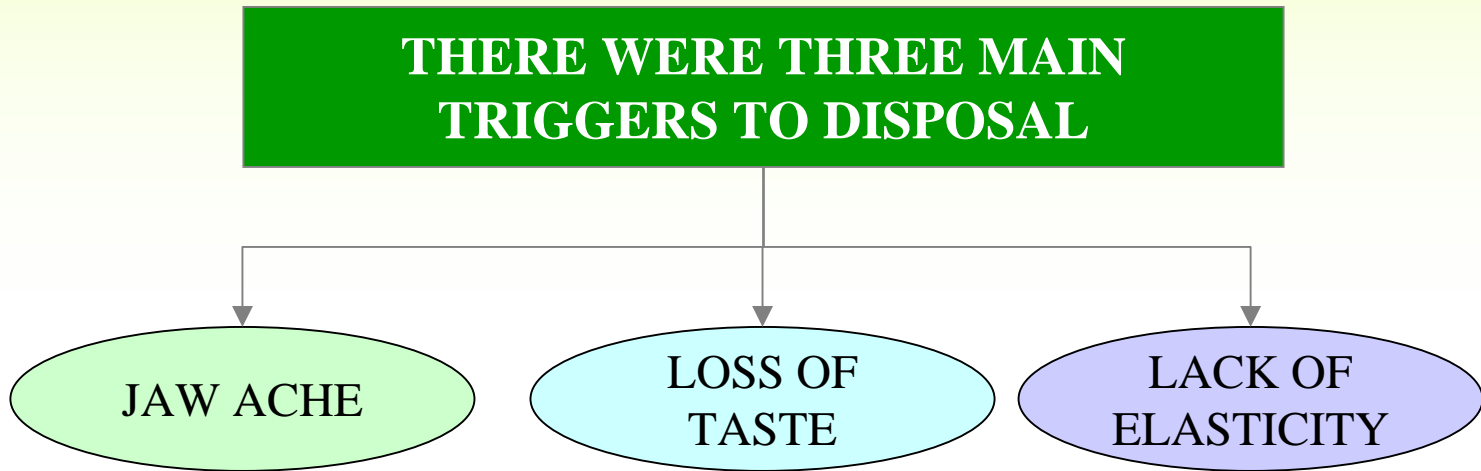 THERE WERE THREE MAIN
TRIGGERS TO DISPOSAL
JAW ACHE
LOSS OF
TASTE
LACK OF
ELASTICITY